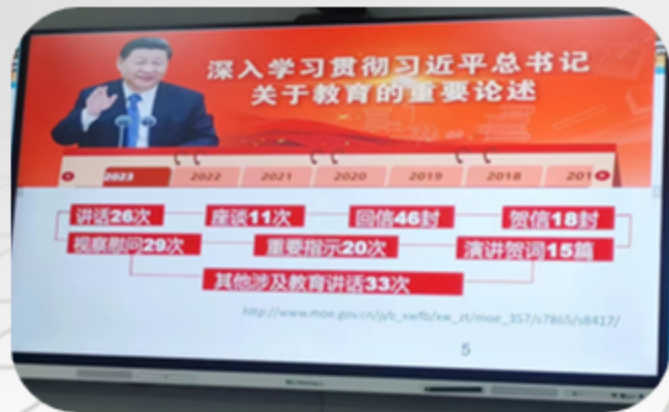 深入学习贯彻习近平总书记
关于教育的重要论述
2023 2022 2021 2020 2019 2018 201
讲话26次 座谈11次 回信46封 贺信18封
视察慰问29次 重要指示20次 演讲贺词15篇
其他涉及教育讲话33次
http://www.moe.gov.cn/jyb_xwfb/xw_zt/moe_357/s7865/s8417/
5